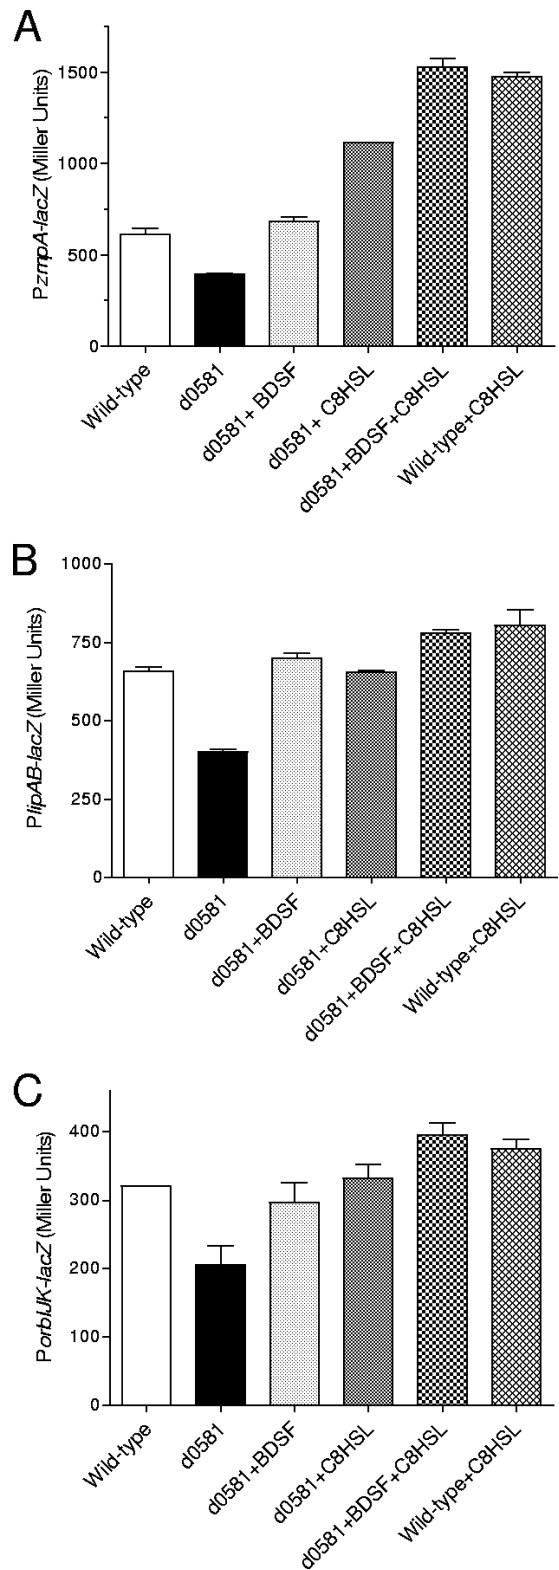 A
PzmpA-lacZ (Miller Units)
1500
1000
500
0
Wild-type
d0581
d0581+ BDSF
d0581+ C8HSL
d0581+BDSF+C8HSL
Wild-type+C8HSL
B
PlipAB-lacZ (Miller Units)
1000
750
500
250
0
Wild-type
d0581
d0581+BDSF
d0581+C8HSL
d0581+BDSF+C8HSL
Wild-type+C8HSL
C
PorbIJK-lacZ (Miller Units)
400
300
200
100
0
Wild-type
d0581
d0581+BDSF
d0581+C8HSL
d0581+BDSF+C8HSL
Wild-type+C8HSL